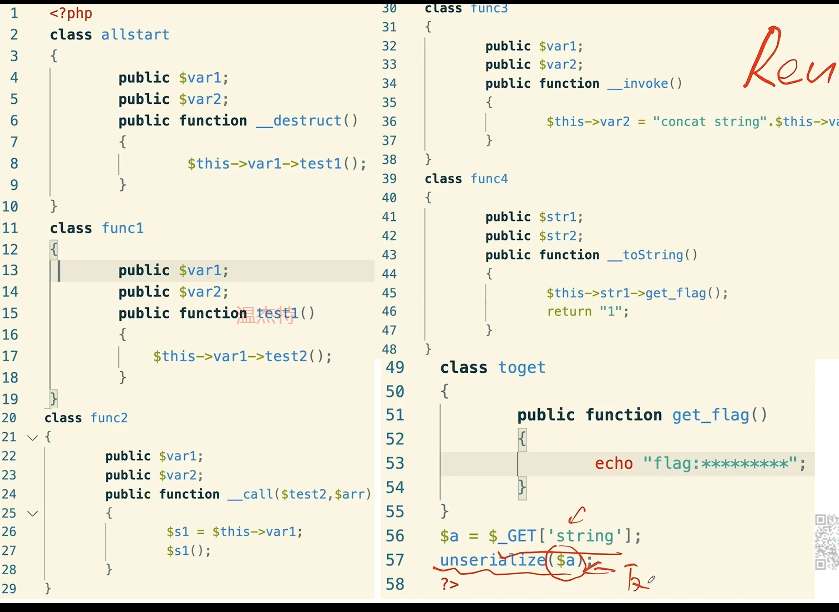 1 <?php
2 class allstart
3 {
4 public $var1;
5 public $var2;
6 public function __destruct()
7 {
8 $this->var1->test1();
9 }
10 }
11 class func1
12 {
13 public $var1;
14 public $var2;
15 public function test1()
温杰特
16 {
17 $this->var1->test2();
18 }
19 }
20 class func2
21 {
22 public $var1;
23 public $var2;
24 public function __call($test2,$arr)
25 {
26 $s1 = $this->var1;
27 $s1();
28 }
29 }
30 class func3
31 {
32 public $var1;
33 public $var2;
34 public function __invoke()
35 {
36 $this->var2 = "concat string".$this->va
37 }
38 }
39 class func4
40 {
41 public $str1;
42 public $str2;
43 public function __toString()
44 {
45 $this->str1->get_flag();
46 return "1";
47 }
48 }
49 class toget
50 {
51 public function get_flag()
52 {
53 echo "flag:*********";
54 }
55 }
56 $a = $_GET['string'];
57 unserialize($a);
58 ?>